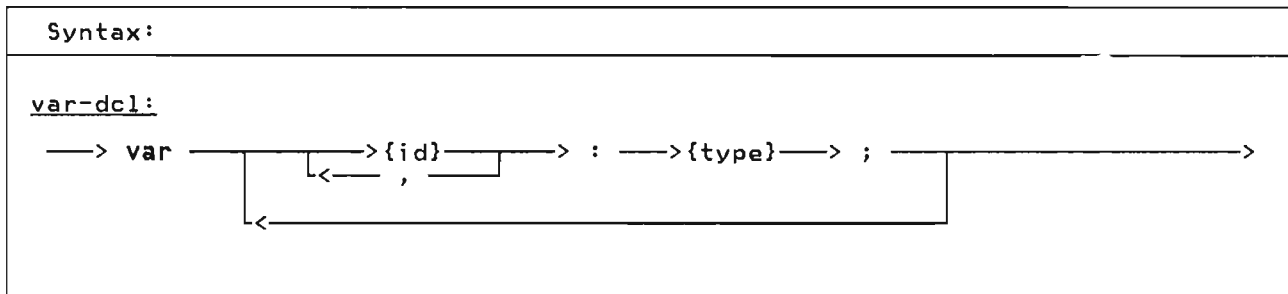 Syntax:
var-dcl:
var {id} : {type} ;
,